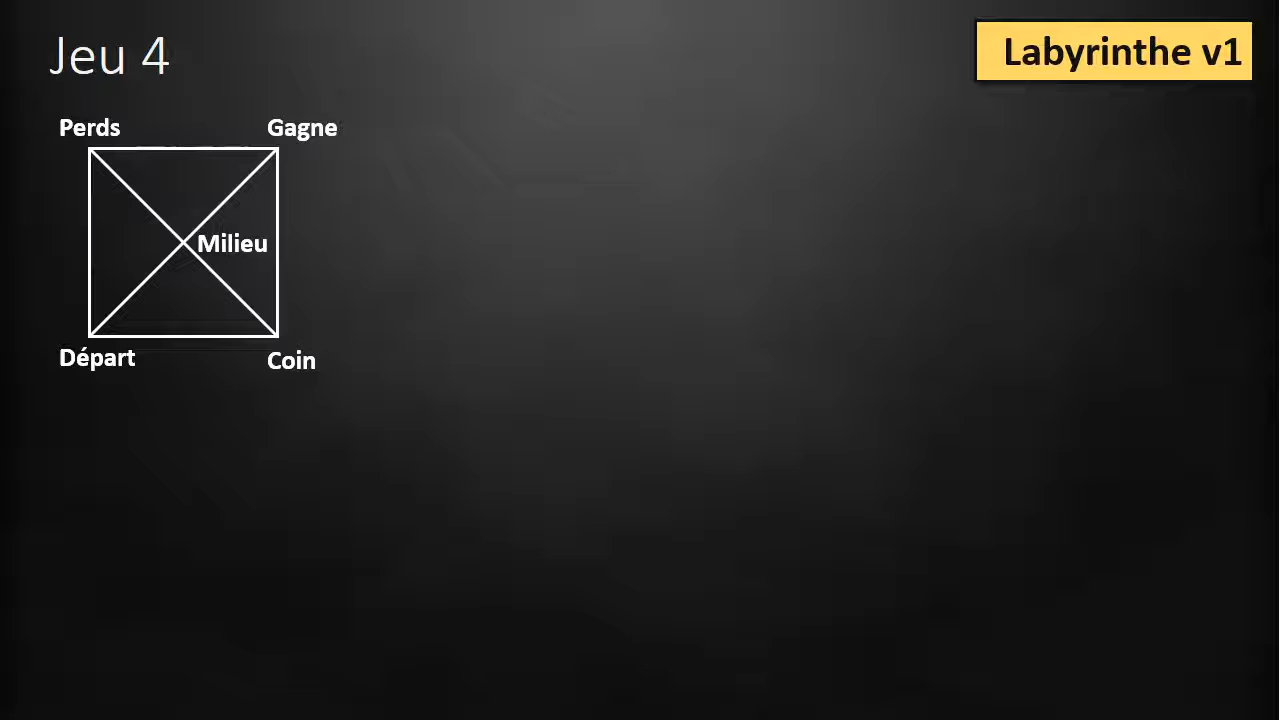 Jeu 4
Labyrinthe v1
Perds
Gagne
Milieu
Départ
Coin